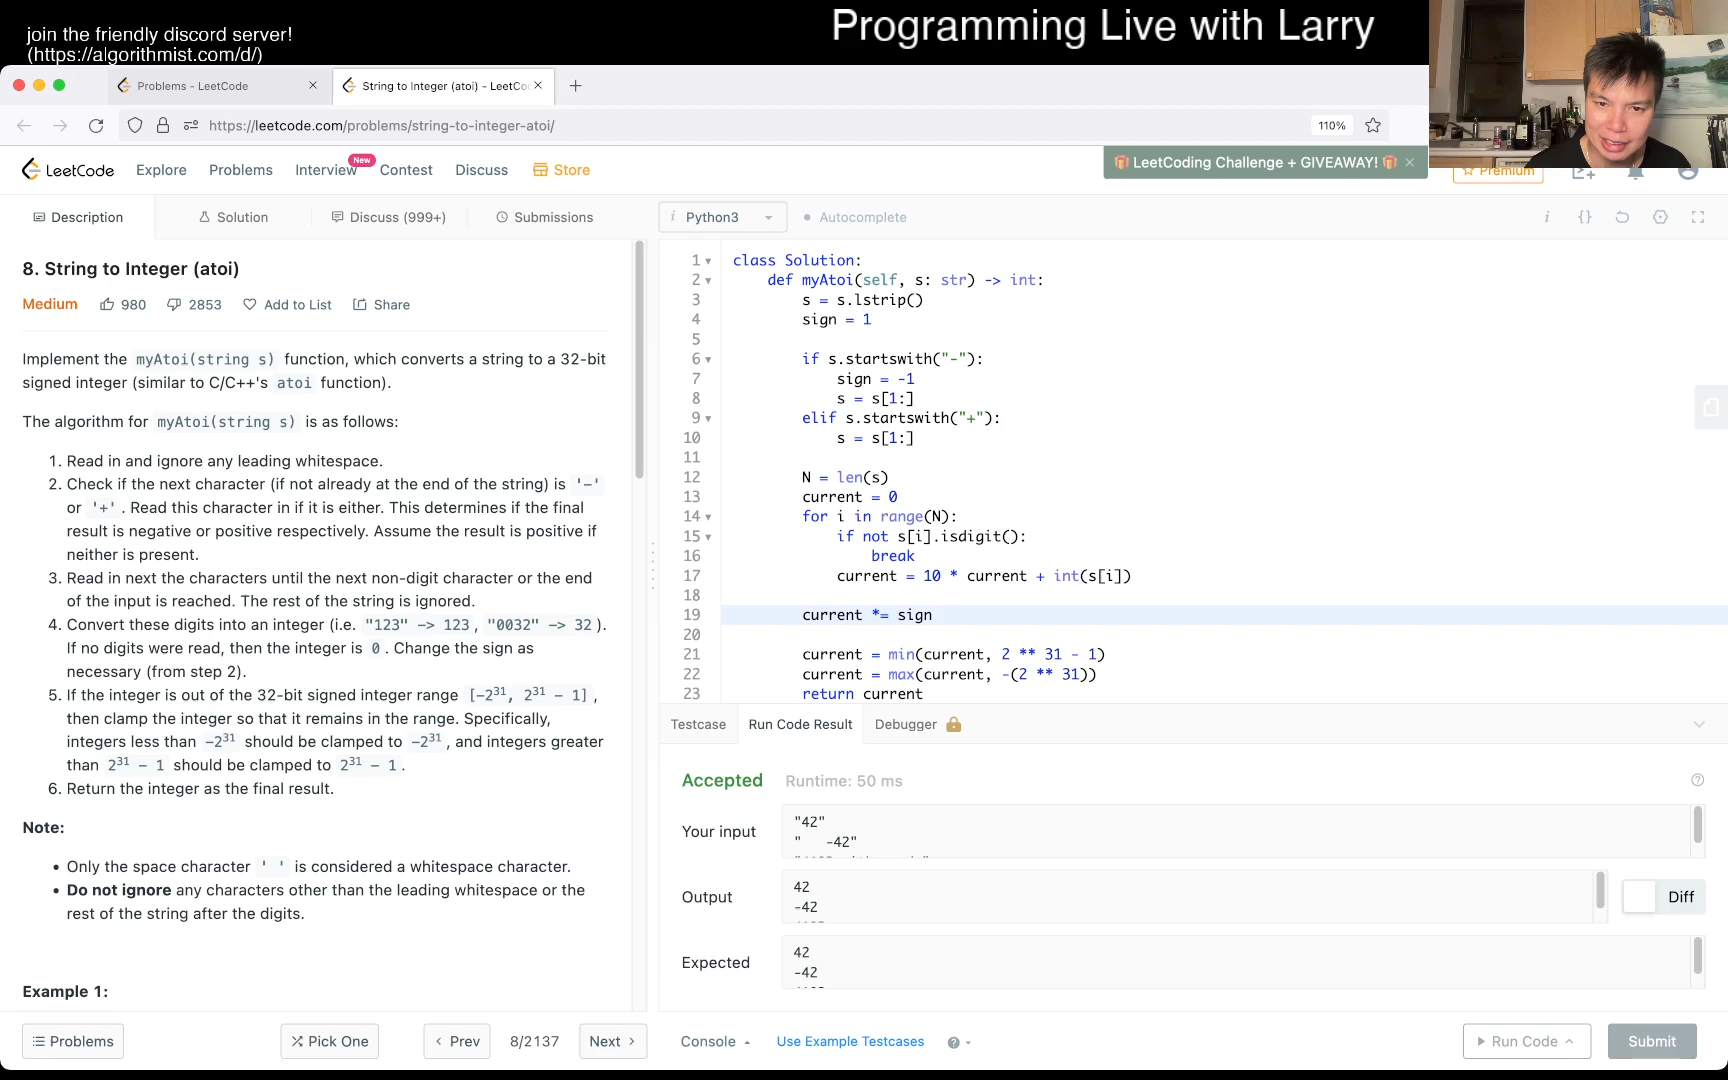 join the friendly discord server!
(https://algorithmist.com/d/)
Programming Live with Larry
Problems - LeetCode
String to Integer (atoi) - LeetCo
https://leetcode.com/problems/string-to-integer-atoi/
110%
LeetCode
Explore
Problems
Interview
New
Contest
Discuss
Store
LeetCoding Challenge + GIVEAWAY!
Premium
Description
Solution
Discuss (999+)
Submissions
i Python3
Autocomplete
i {}
8. String to Integer (atoi)
Medium
980
2853
Add to List
Share
Implement the myAtoi(string s) function, which converts a string to a 32-bit
signed integer (similar to C/C++'s atoi function).
The algorithm for myAtoi(string s) is as follows:
1. Read in and ignore any leading whitespace.
2. Check if the next character (if not already at the end of the string) is '-'
or '+'. Read this character in if it is either. This determines if the final
result is negative or positive respectively. Assume the result is positive if
neither is present.
3. Read in next the characters until the next non-digit character or the end
of the input is reached. The rest of the string is ignored.
4. Convert these digits into an integer (i.e. "123" -> 123, "0032" -> 32).
If no digits were read, then the integer is 0. Change the sign as
necessary (from step 2).
5. If the integer is out of the 32-bit signed integer range [-2³¹, 2³¹ - 1],
then clamp the integer so that it remains in the range. Specifically,
integers less than -2³¹ should be clamped to -2³¹, and integers greater
than 2³¹ - 1 should be clamped to 2³¹ - 1.
6. Return the integer as the final result.
Note:
• Only the space character ' ' is considered a whitespace character.
• Do not ignore any characters other than the leading whitespace or the
rest of the string after the digits.
Example 1:
1 class Solution:
2 def myAtoi(self, s: str) -> int:
3 s = s.lstrip()
4 sign = 1
5
6 if s.startswith("-"):
7 sign = -1
8 s = s[1:]
9 elif s.startswith("+"):
10 s = s[1:]
11
12 N = len(s)
13 current = 0
14 for i in range(N):
15 if not s[i].isdigit():
16 break
17 current = 10 * current + int(s[i])
18
19 current *= sign
20
21 current = min(current, 2 ** 31 - 1)
22 current = max(current, -(2 ** 31))
23 return current
Testcase
Run Code Result
Debugger
Accepted
Runtime: 50 ms
Your input
"42"
"   -42"
Output
42
-42
Diff
Expected
42
-42
Problems
Pick One
Prev
8/2137
Next
Console
Use Example Testcases
Run Code
Submit